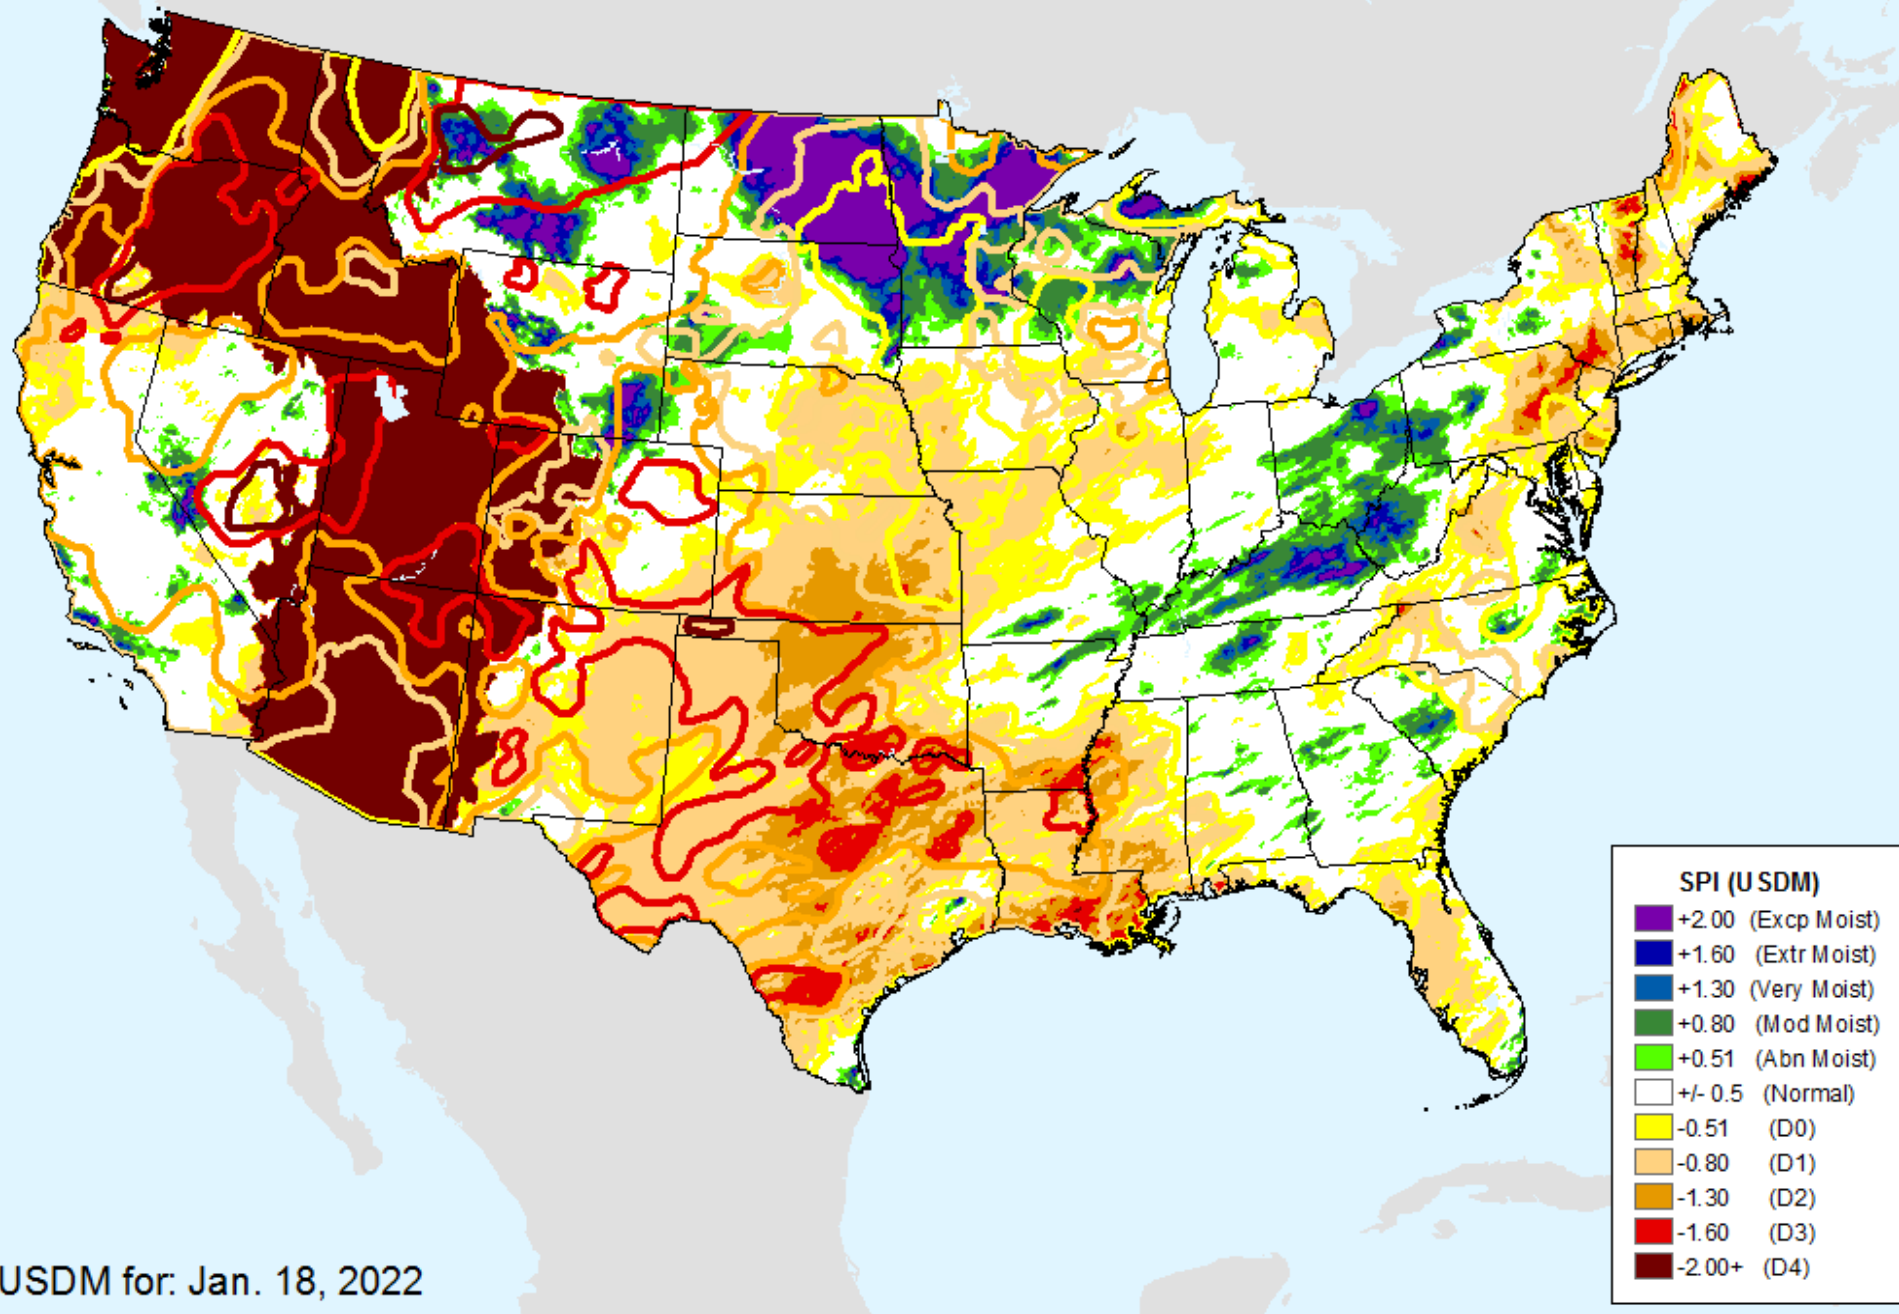 SPI (USDM)
+2.00 (Excp Moist)
+1.60 (Extr Moist)
+1.30 (Very Moist)
+0.80 (Mod Moist)
+0.51 (Abn Moist)
+/- 0.5 (Normal)
-0.51 (D0)
-0.80 (D1)
-1.30 (D2)
-1.60 (D3)
-2.00+ (D4)
USDM for: Jan. 18, 2022